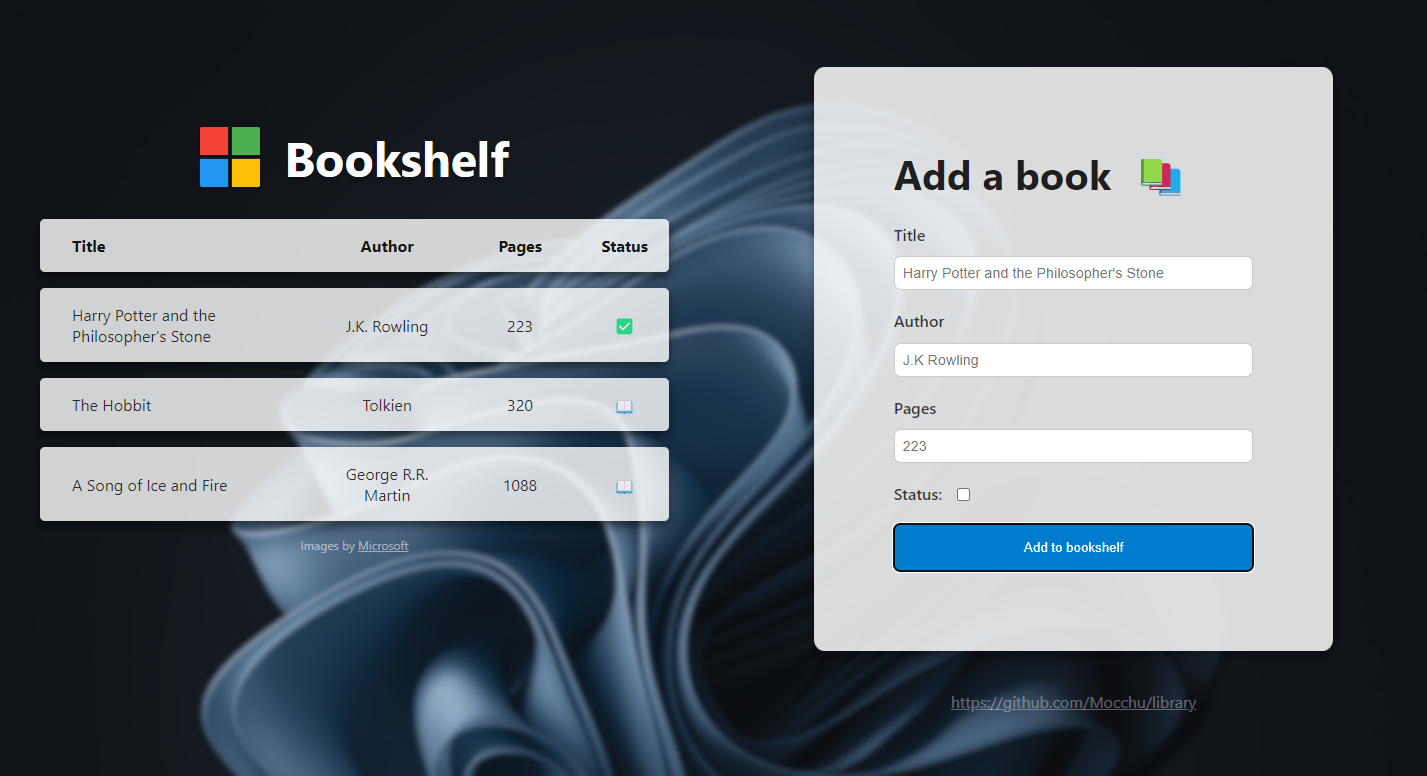 Bookshelf
Title Author Pages Status
Harry Potter and the
Philosopher's Stone
J.K. Rowling
223
The Hobbit
Tolkien
320
A Song of Ice and Fire
George R.R.
Martin
1088
Images by Microsoft
Add a book
Title
Harry Potter and the Philosopher's Stone
Author
J.K Rowling
Pages
223
Status:
Add to bookshelf
https://github.com/Mocchu/library